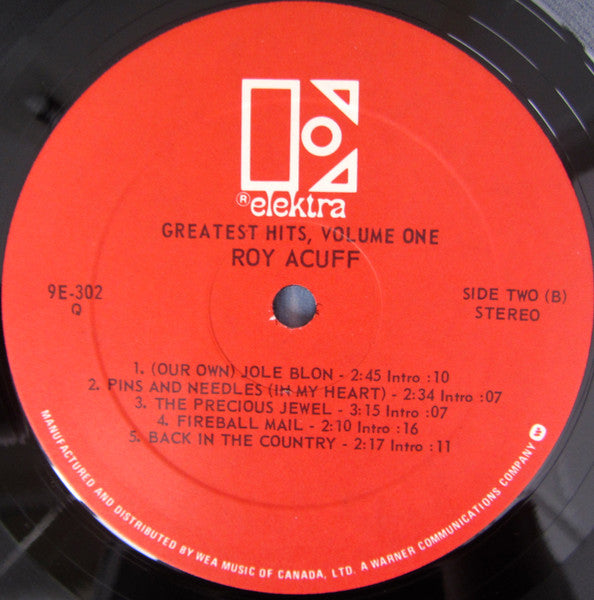 ® elektra
GREATEST HITS, VOLUME ONE
ROY ACUFF
9E-302
Q
SIDE TWO (B)
STEREO
1. (OUR OWN) JOLE BLON - 2:45 Intro :10
2. PINS AND NEEDLES (IN MY HEART) - 2:34 Intro :07
3. THE PRECIOUS JEWEL - 3:15 Intro :07
4. FIREBALL MAIL - 2:10 Intro :16
5. BACK IN THE COUNTRY - 2:17 Intro :11
MANUFACTURED AND DISTRIBUTED BY WEA MUSIC OF CANADA, LTD. A WARNER COMMUNICATIONS COMPANY